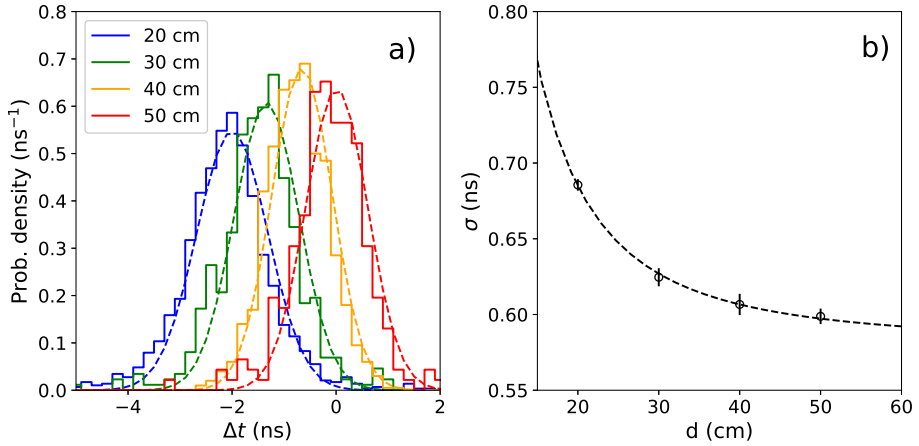 a)
20 cm
30 cm
40 cm
50 cm
Prob. density (ns⁻¹)
0.8
0.7
0.6
0.5
0.4
0.3
0.2
0.1
0.0
−4
−2
0
2
Δt (ns)
b)
σ (ns)
0.80
0.75
0.70
0.65
0.60
0.55
20
30
40
50
60
d (cm)